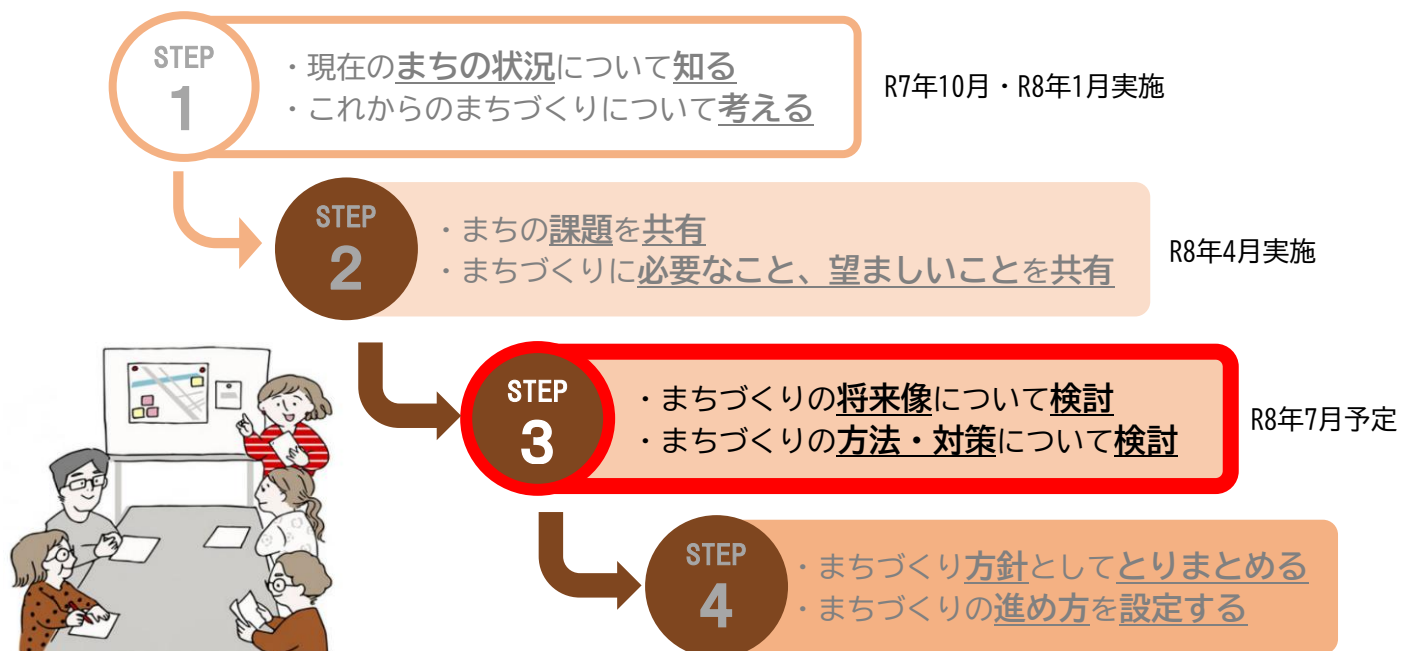 STEP
1
・現在のまちの状況について知る
・これからのまちづくりについて考える
R7年10月・R8年1月実施
STEP
2
・まちの課題を共有
・まちづくりに必要なこと、望ましいことを共有
R8年4月実施
STEP
3
・まちづくりの将来像について検討
・まちづくりの方法・対策について検討
R8年7月予定
STEP
4
・まちづくり方針としてとりまとめる
・まちづくりの進め方を設定する